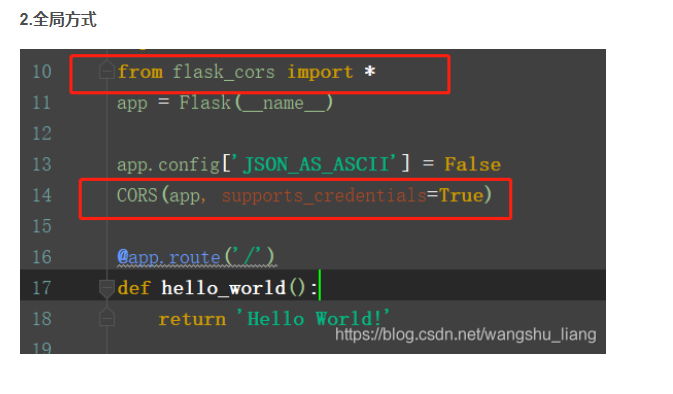 2.全局方式
10 from flask_cors import *
11 app = Flask(__name__)
12
13 app.config['JSON_AS_ASCII'] = False
14 CORS(app, supports_credentials=True)
15
16 @app.route('/')
17 def hello_world():
18 return 'Hello World!'
https://blog.csdn.net/wangshu_liang
19